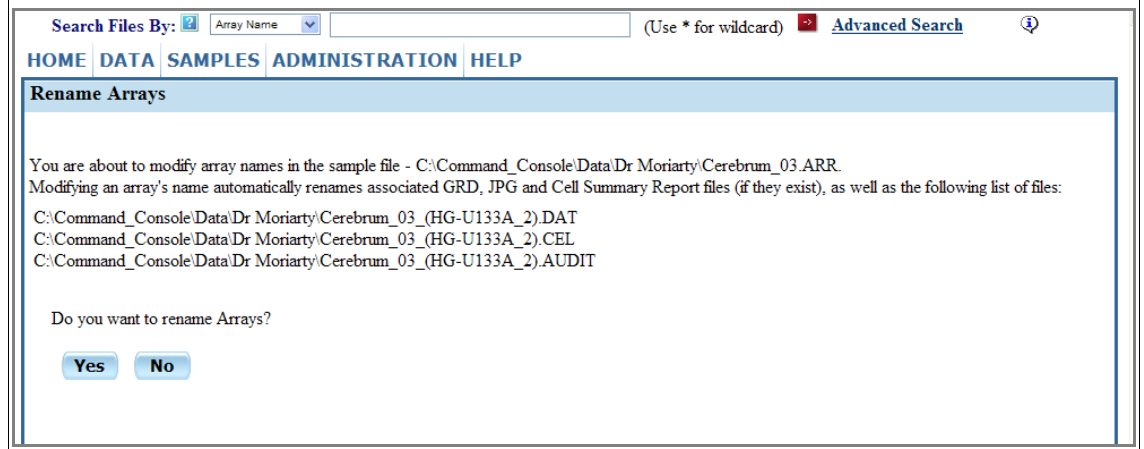 Search Files By: ? Array Name (Use * for wildcard) Advanced Search
HOME DATA SAMPLES ADMINISTRATION HELP
Rename Arrays
You are about to modify array names in the sample file - C:\Command_Console\Data\Dr Moriarty\Cerebrum_03.ARR.
Modifying an array's name automatically renames associated GRD, JPG and Cell Summary Report files (if they exist), as well as the following list of files:
C:\Command_Console\Data\Dr Moriarty\Cerebrum_03_(HG-U133A_2).DAT
C:\Command_Console\Data\Dr Moriarty\Cerebrum_03_(HG-U133A_2).CEL
C:\Command_Console\Data\Dr Moriarty\Cerebrum_03_(HG-U133A_2).AUDIT
Do you want to rename Arrays?
Yes No